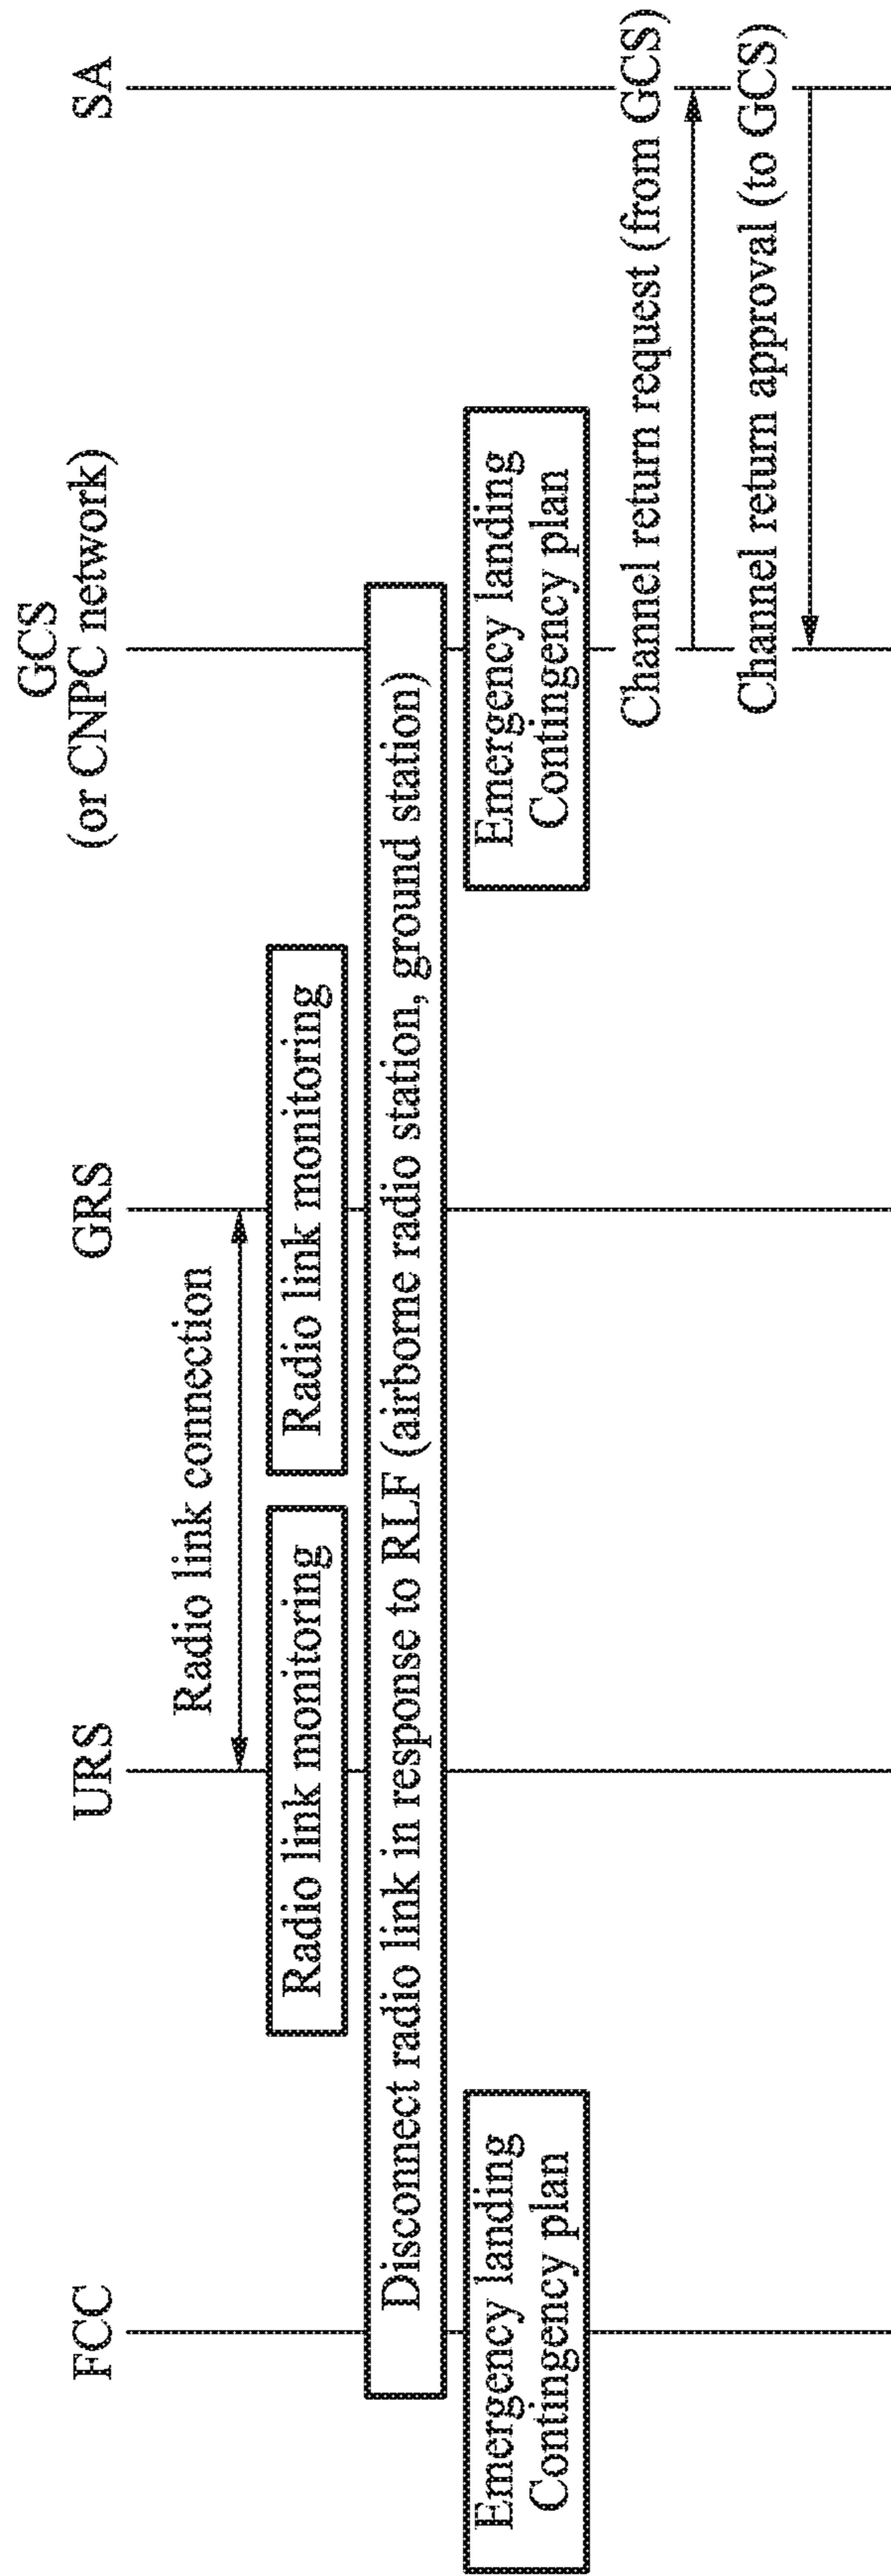 FCC
URS
GRS
GCS
(or CNPC network)
SA
Radio link connection
Radio link monitoring
Radio link monitoring
Disconnect radio link in response to RLF (airborne radio station, ground station)
Emergency landing
Contingency plan
Emergency landing
Contingency plan
Channel return request (from GCS)
Channel return approval (to GCS)